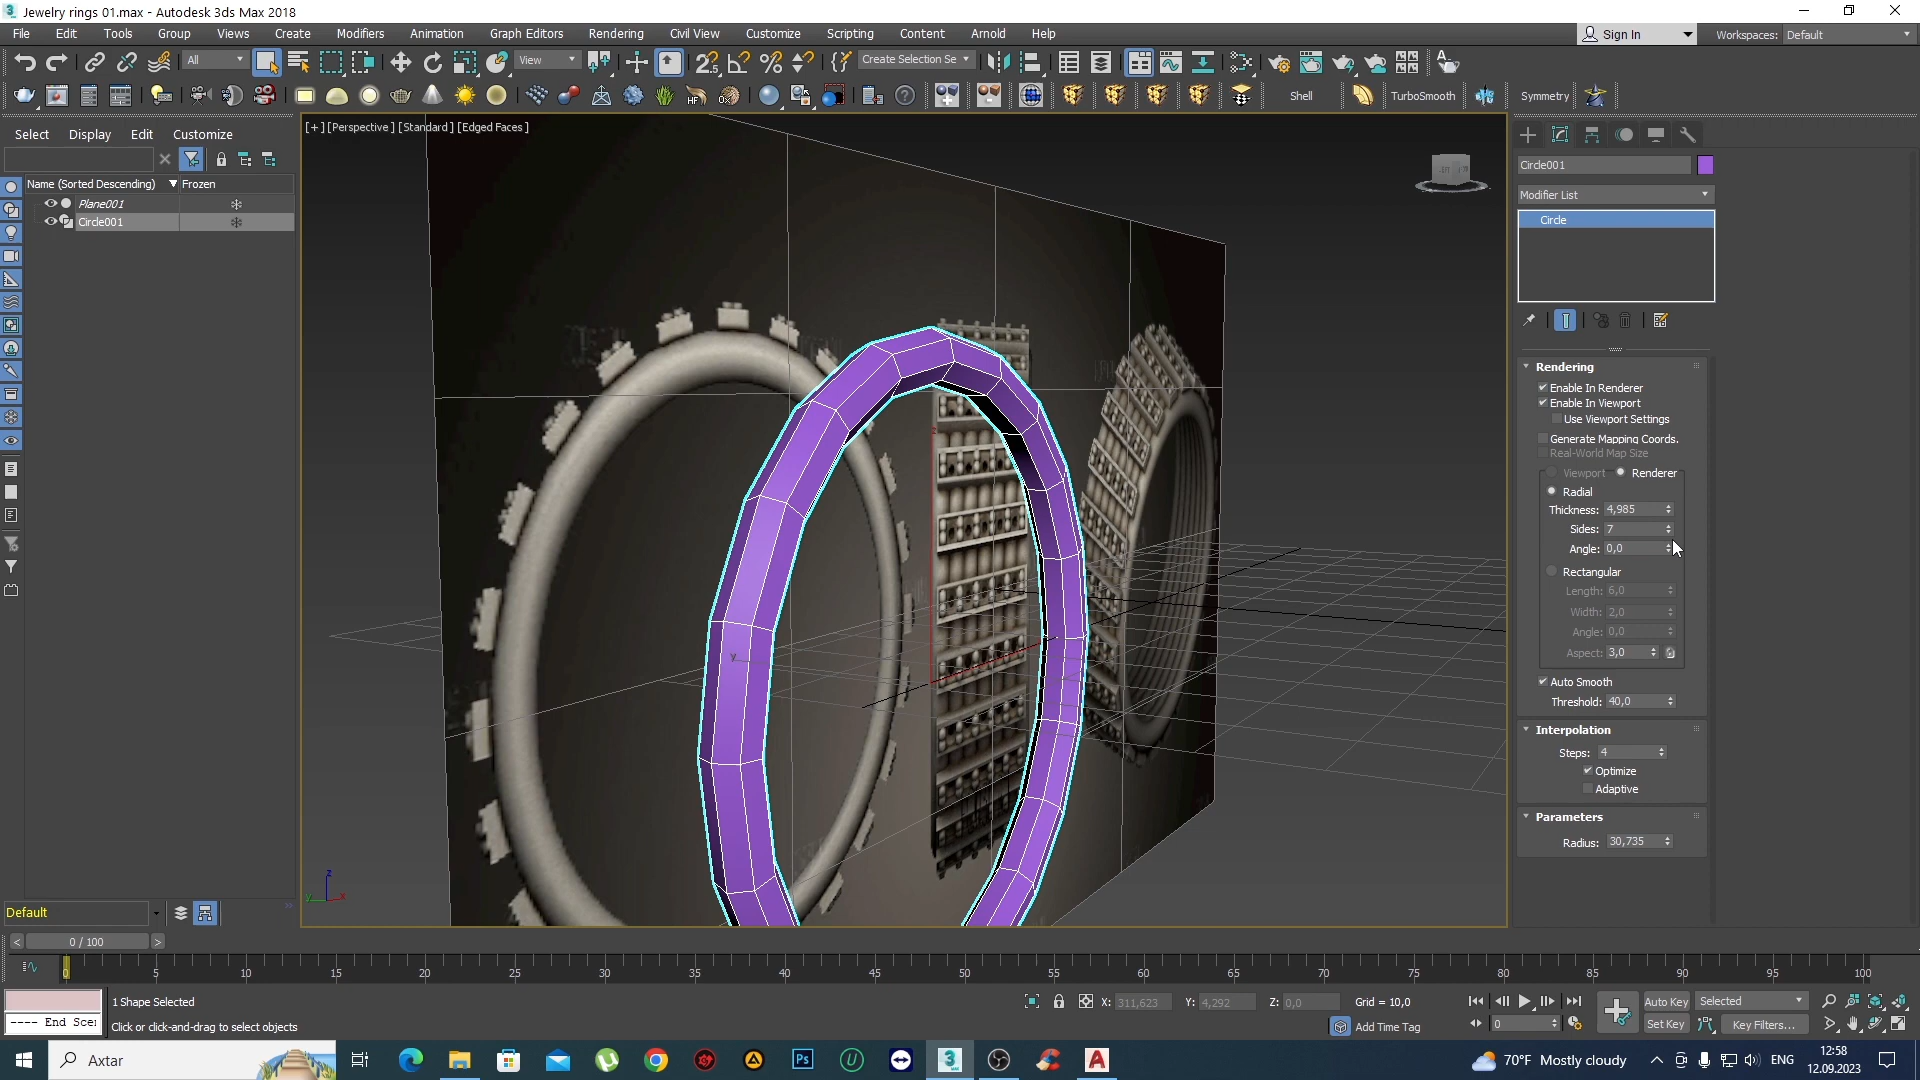 Jewelry rings 01.max - Autodesk 3ds Max 2018
File Edit Tools Group Views Create Modifiers Animation Graph Editors Rendering Civil View Customize Scripting Content Arnold Help
Sign In
Workspaces: Default
All
View
Create Selection Se
HF
Shell
TurboSmooth
Symmetry
Select Display Edit Customize
Name (Sorted Descending) Frozen
Plane001
Circle001
[+] [Perspective] [Standard] [Edged Faces]
z
y
z
y
x
Circle001
Modifier List
Circle
Rendering
Enable In Renderer
Enable In Viewport
Use Viewport Settings
Generate Mapping Coords.
Real-World Map Size
Viewport Renderer
Radial
Thickness: 4,985
Sides: 7
Angle: 0,0
Rectangular
Length: 6,0
Width: 2,0
Angle: 0,0
Aspect: 3,0
Auto Smooth
Threshold: 40,0
Interpolation
Steps: 4
Optimize
Adaptive
Parameters
Radius: 30,735
Default
< 0 / 100 >
0 5 10 15 20 25 30 35 40 45 50 55 60 65 70 75 80 85 90 95 100
---- End Sce
1 Shape Selected
Click or click-and-drag to select objects
X: 311,623 Y: 4,292 Z: 0,0 Grid = 10,0
Add Time Tag
0
Auto Key Selected
Set Key Key Filters...
Axtar
Ps
U
3
A
70°F Mostly cloudy
ENG
12:58
12.09.2023